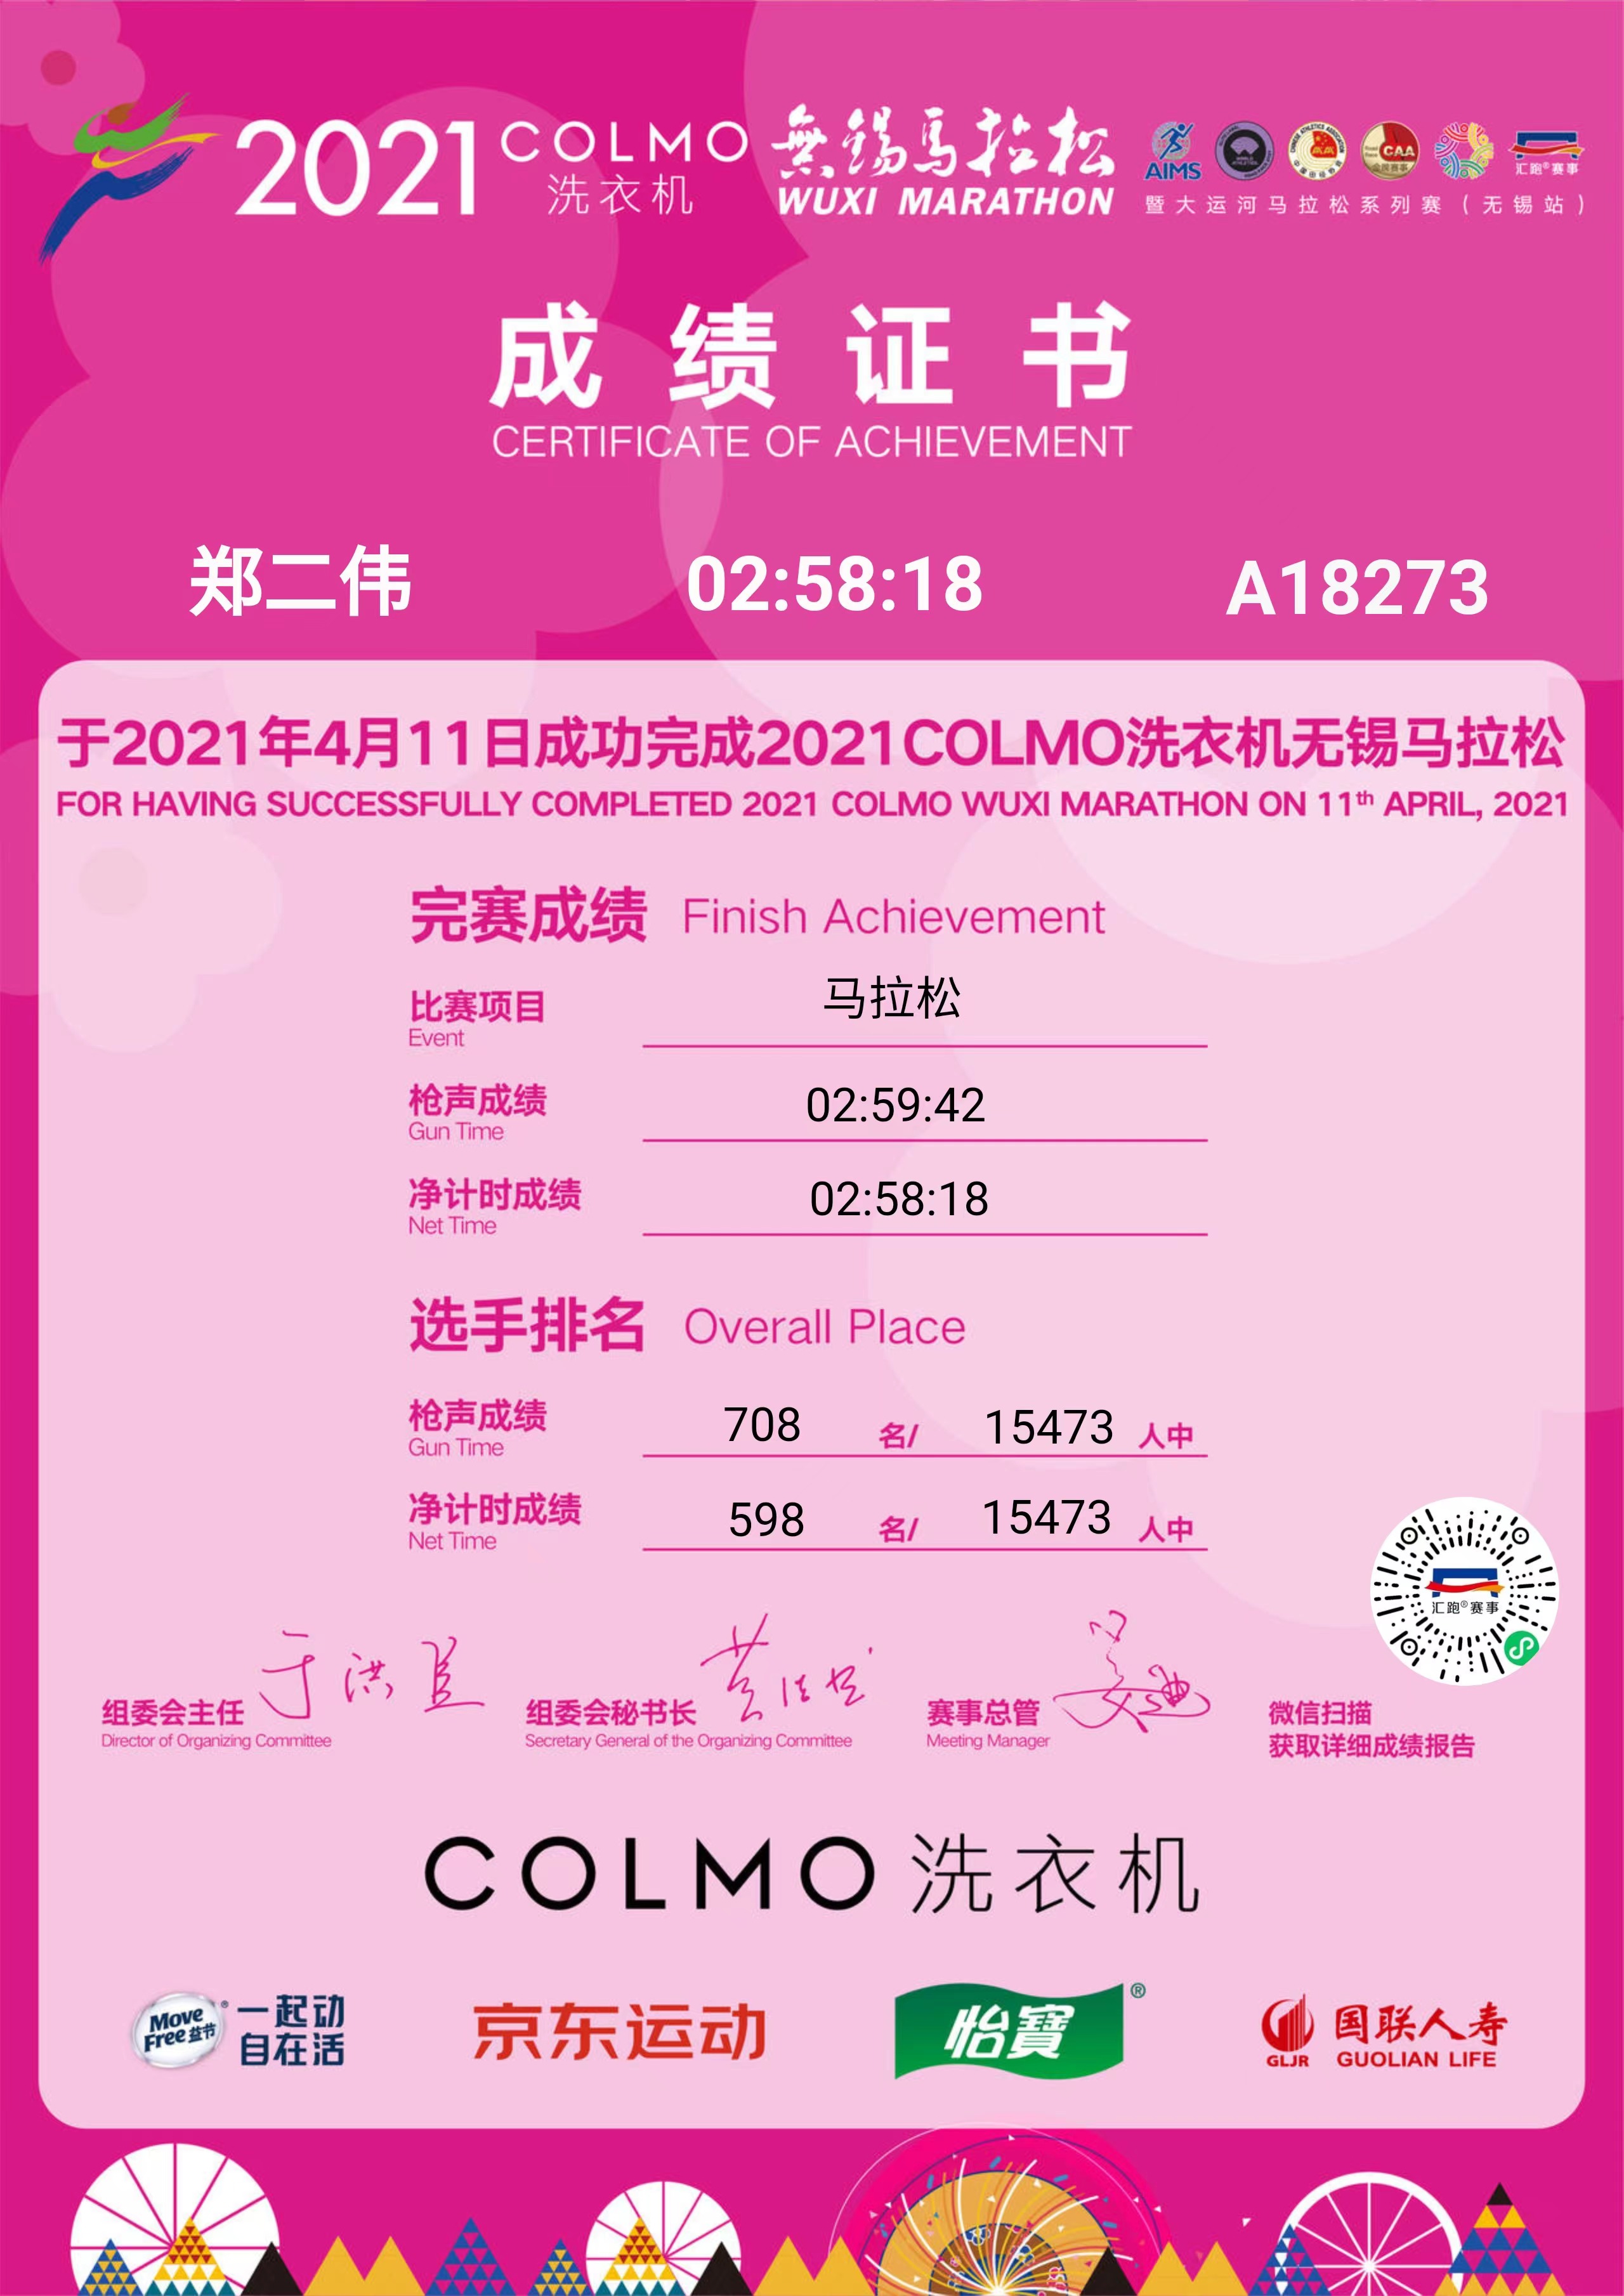 2021 COLMO 洗衣机 無锡马拉松 WUXI MARATHON
AIMS
CAA
汇跑®赛事
暨大运河马拉松系列赛（无锡站）
成绩证书
CERTIFICATE OF ACHIEVEMENT
郑二伟 02:58:18 A18273
于2021年4月11日成功完成2021COLMO洗衣机无锡马拉松
FOR HAVING SUCCESSFULLY COMPLETED 2021 COLMO WUXI MARATHON ON 11th APRIL, 2021
完赛成绩 Finish Achievement
比赛项目 马拉松
Event
枪声成绩 02:59:42
Gun Time
净计时成绩 02:58:18
Net Time
选手排名 Overall Place
枪声成绩 708 名/ 15473 人中
Gun Time
净计时成绩 598 名/ 15473 人中
Net Time
汇跑®赛事
组委会主任 组委会秘书长 赛事总管 微信扫描
Director of Organizing Committee Secretary General of the Organizing Committee Meeting Manager 获取详细成绩报告
COLMO 洗衣机
Move Free 益节® 一起动 自在活
京东运动
怡寶®
GLJR 国联人寿 GUOLIAN LIFE